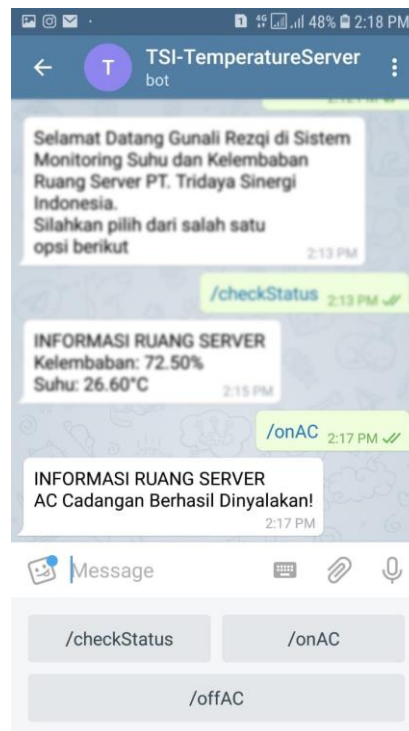 1 4G 48% 2:18 PM
T
TSI-TemperatureServer
bot
Selamat Datang Gunali Rezqi di Sistem
Monitoring Suhu dan Kelembaban
Ruang Server PT. Tridaya Sinergi
Indonesia.
Silahkan pilih dari salah satu
opsi berikut
2:13 PM
/checkStatus 2:13 PM
INFORMASI RUANG SERVER
Kelembaban: 72.50%
Suhu: 26.60°C
2:15 PM
/onAC 2:17 PM
INFORMASI RUANG SERVER
AC Cadangan Berhasil Dinyalakan!
2:17 PM
Message
/checkStatus
/onAC
/offAC